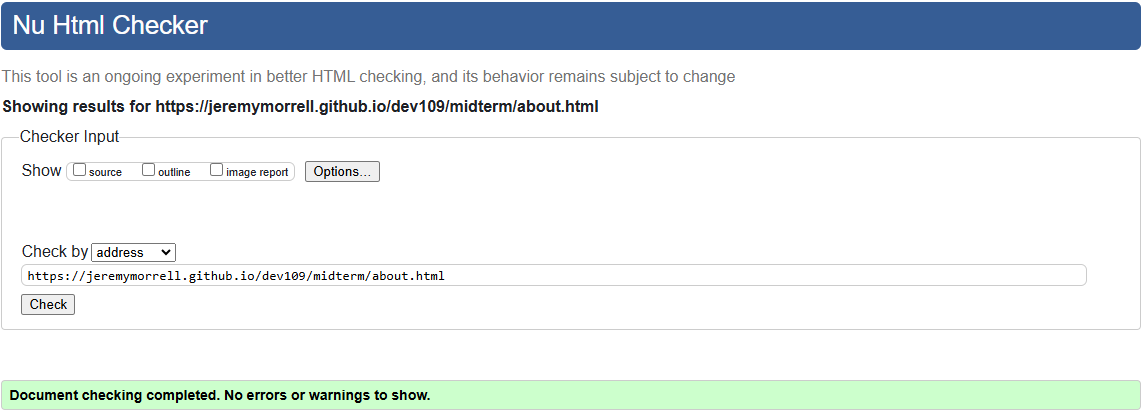 Nu Html Checker
This tool is an ongoing experiment in better HTML checking, and its behavior remains subject to change
Showing results for https://jeremymorrell.github.io/dev109/midterm/about.html
Checker Input
Show source outline image report Options...
Check by address
https://jeremymorrell.github.io/dev109/midterm/about.html
Check
Document checking completed. No errors or warnings to show.